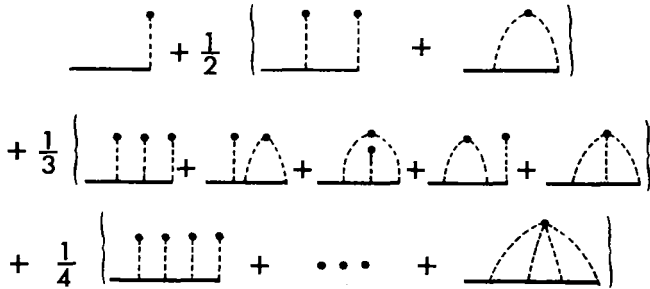 + 1/2 { + }
+ 1/3 { + + + + }
+ 1/4 { + ••• + }